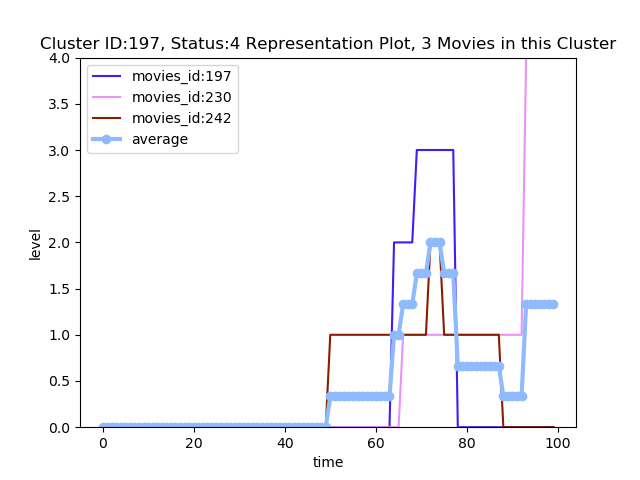 Cluster ID:197, Status:4 Representation Plot, 3 Movies in this Cluster
4.0
3.5
3.0
2.5
2.0
1.5
1.0
0.5
0.0
level
movies_id:197
movies_id:230
movies_id:242
average
0 20 40 60 80 100
time